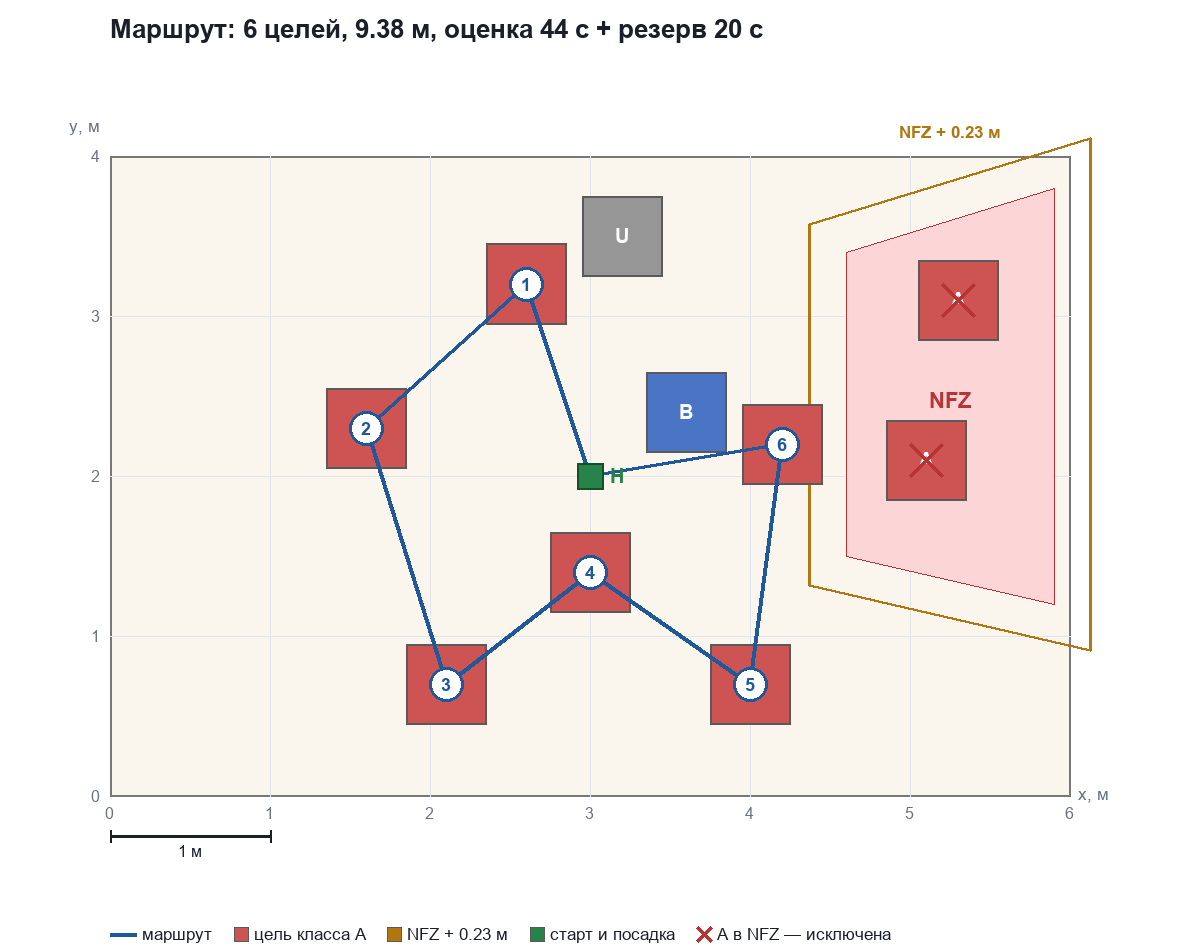 Маршрут: 6 целей, 9.38 м, оценка 44 с + резерв 20 с
y, м
NFZ + 0.23 м
4
U
1
3
B
NFZ
2
6
2
H
4
1
3
5
0
0
1
2
3
4
5
6
x, м
1 м
маршрут
цель класса A
NFZ + 0.23 м
старт и посадка
A в NFZ — исключена